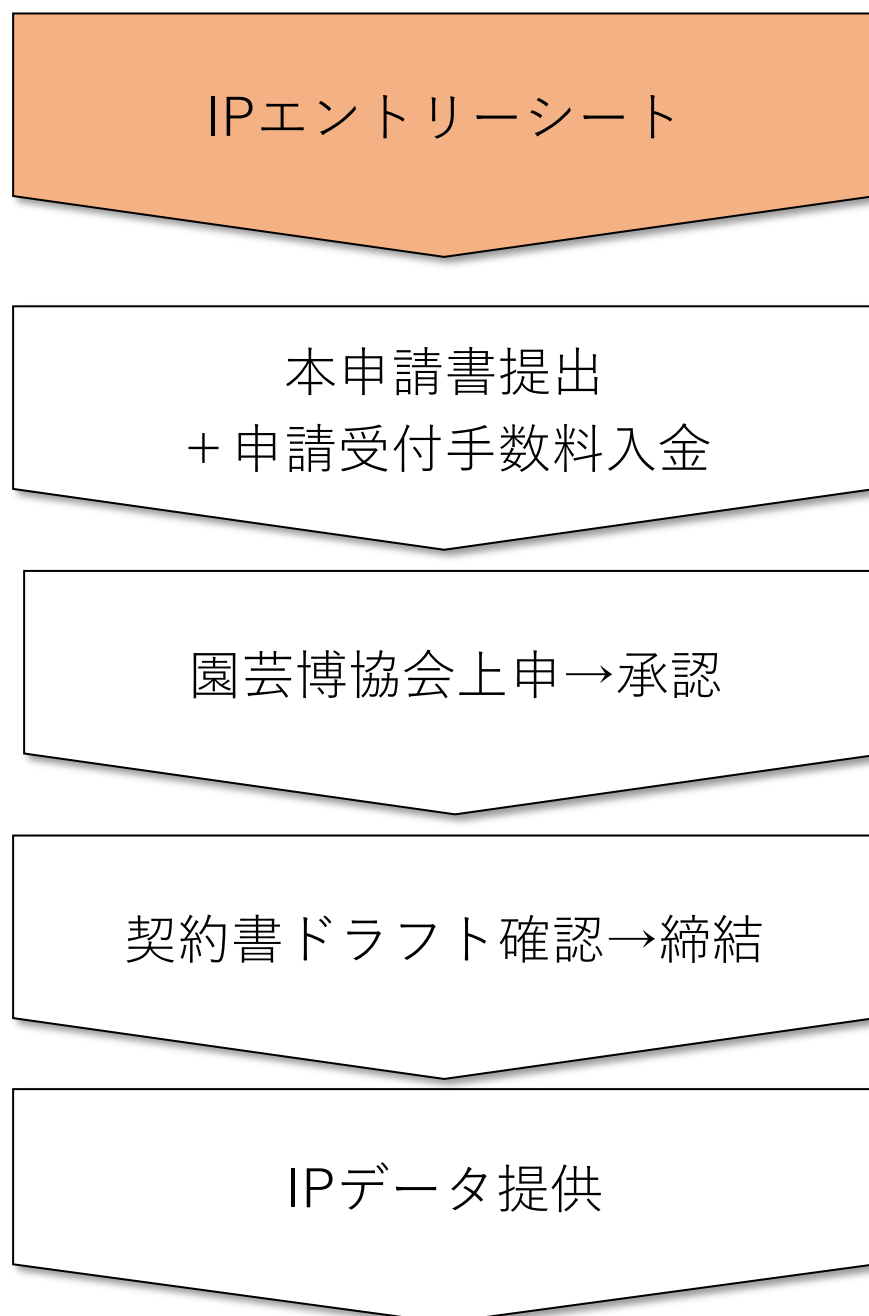 IPエントリーシート
本申請書提出
＋申請受付手数料入金
園芸博協会上申→承認
契約書ドラフト確認→締結
IPデータ提供